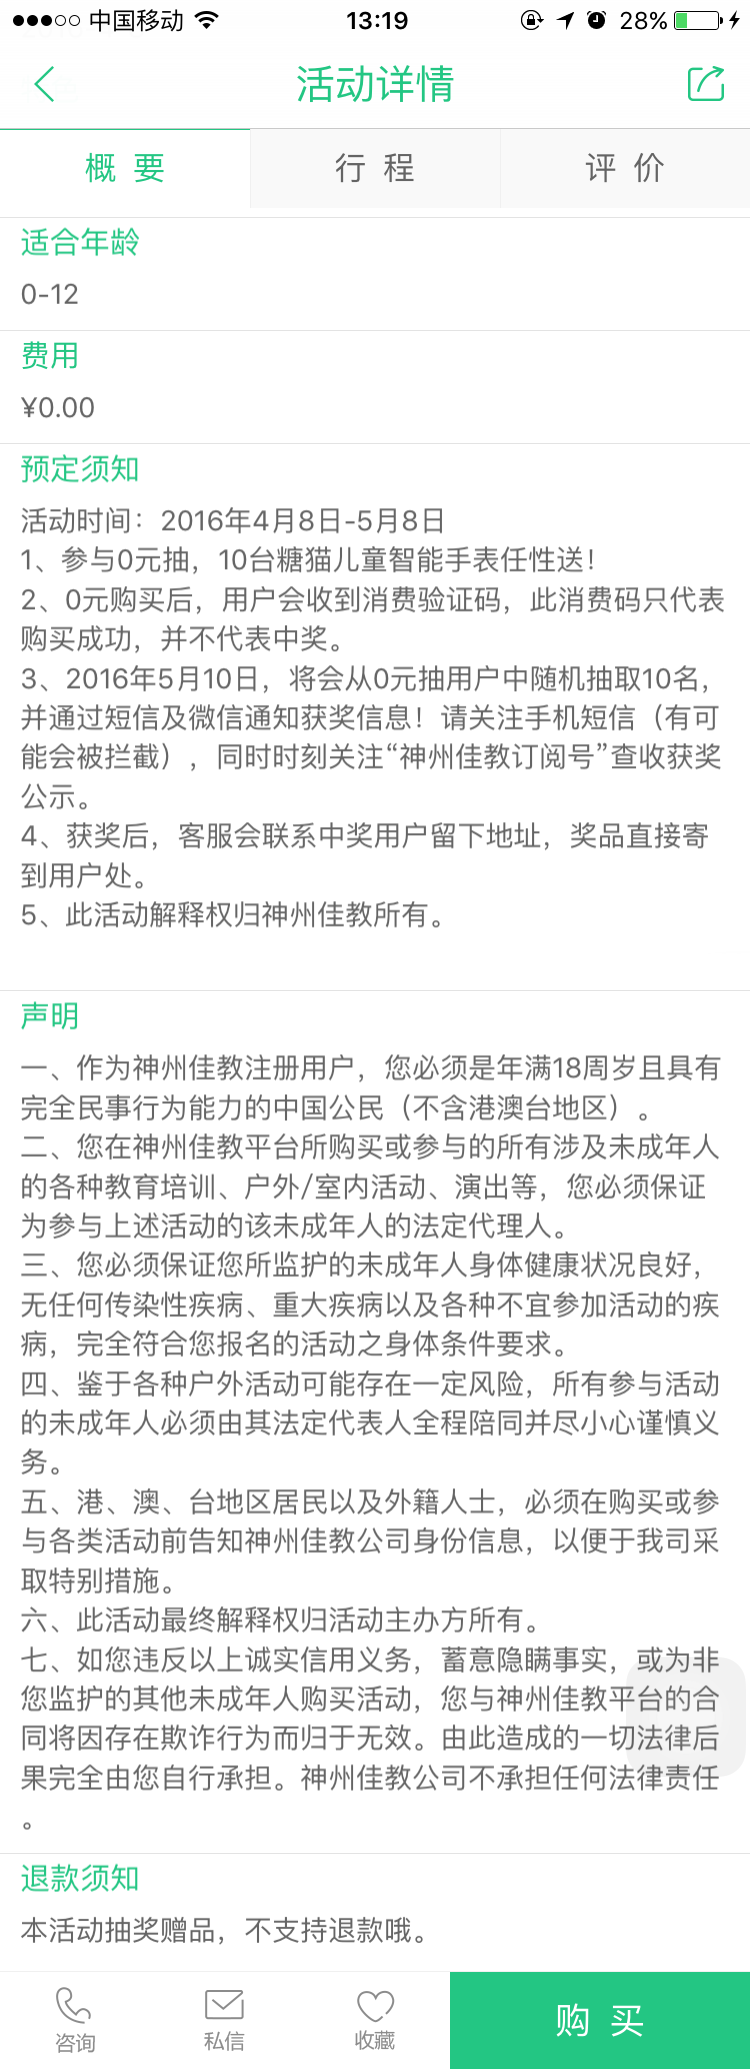 中国移动 13:19 28%
活动详情
概 要 行 程 评 价
适合年龄
0-12
费用
¥0.00
预定须知
活动时间：2016年4月8日-5月8日
1、参与0元抽，10台糖猫儿童智能手表任性送！
2、0元购买后，用户会收到消费验证码，此消费码只代表
购买成功，并不代表中奖。
3、2016年5月10日，将会从0元抽用户中随机抽取10名，
并通过短信及微信通知获奖信息！请关注手机短信（有可
能会被拦截），同时时刻关注“神州佳教订阅号”查收获奖
公示。
4、获奖后，客服会联系中奖用户留下地址，奖品直接寄
到用户处。
5、此活动解释权归神州佳教所有。
声明
一、作为神州佳教注册用户，您必须是年满18周岁且具有
完全民事行为能力的中国公民（不含港澳台地区）。
二、您在神州佳教平台所购买或参与的所有涉及未成年人
的各种教育培训、户外/室内活动、演出等，您必须保证
为参与上述活动的该未成年人的法定代理人。
三、您必须保证您所监护的未成年人身体健康状况良好，
无任何传染性疾病、重大疾病以及各种不宜参加活动的疾
病，完全符合您报名的活动之身体条件要求。
四、鉴于各种户外活动可能存在一定风险，所有参与活动
的未成年人必须由其法定代表人全程陪同并尽小心谨慎义
务。
五、港、澳、台地区居民以及外籍人士，必须在购买或参
与各类活动前告知神州佳教公司身份信息，以便于我司采
取特别措施。
六、此活动最终解释权归活动主办方所有。
七、如您违反以上诚实信用义务，蓄意隐瞒事实，或为非
您监护的其他未成年人购买活动，您与神州佳教平台的合
同将因存在欺诈行为而归于无效。由此造成的一切法律后
果完全由您自行承担。神州佳教公司不承担任何法律责任
。
退款须知
本活动抽奖赠品，不支持退款哦。
咨询 私信 收藏 购 买